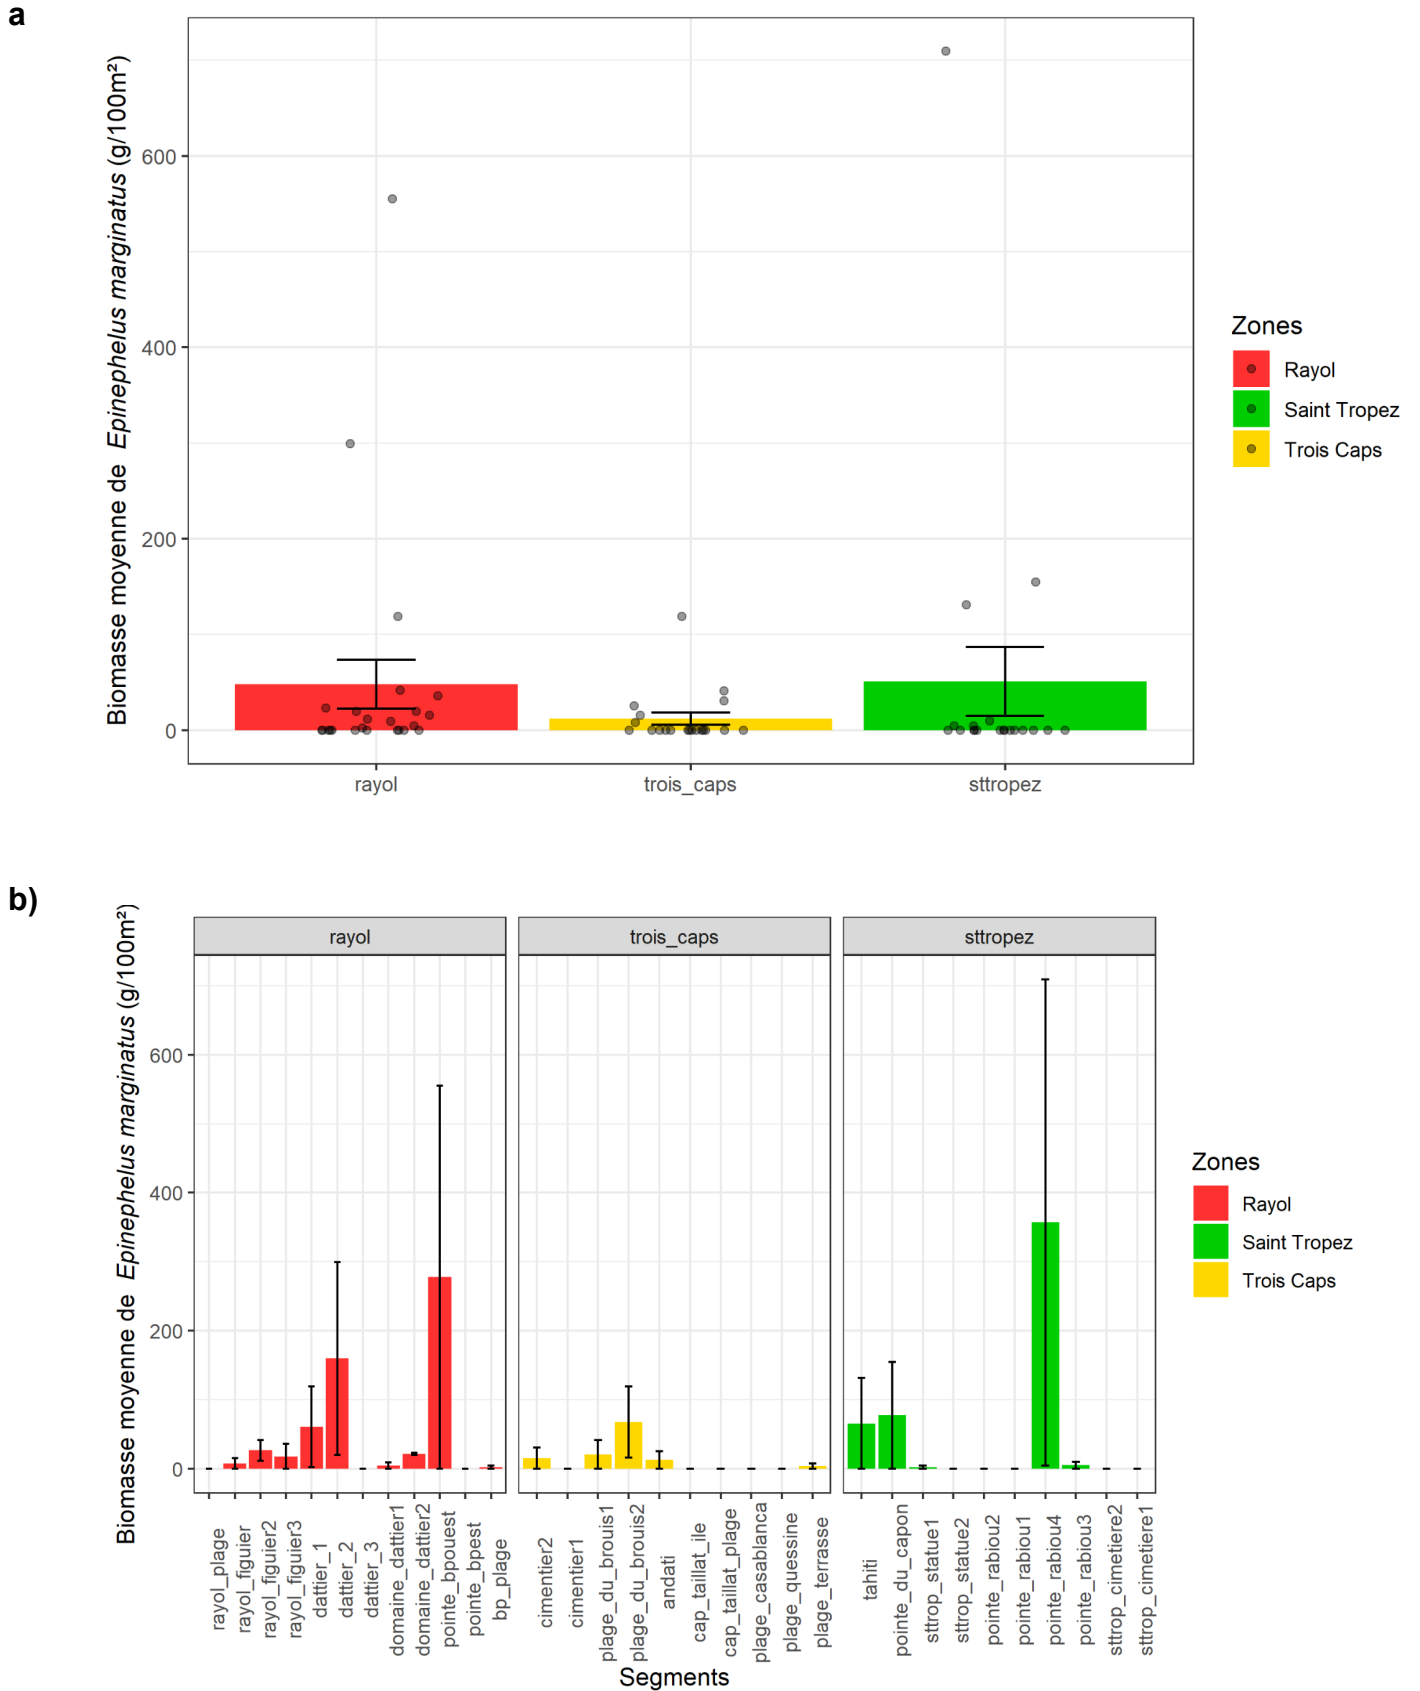 a
Biomasse moyenne de Epinephelus marginatus (g/100m²)
600
400
200
0
rayol
trois_caps
sttropez
Zones
Rayol
Saint Tropez
Trois Caps
b)
Biomasse moyenne de Epinephelus marginatus (g/100m²)
rayol
trois_caps
sttropez
600
400
200
0
rayol_plage
rayol_figuier
rayol_figuier2
rayol_figuier3
dattier_1
dattier_2
dattier_3
domaine_dattier1
domaine_dattier2
pointe_bpouest
pointe_bpest
bp_plage
cimentier2
cimentier1
plage_du_brouis1
plage_du_brouis2
andati
cap_taillat_ile
cap_taillat_plage
plage_casablanca
plage_quessine
plage_terrasse
tahiti
pointe_du_capon
sttrop_statue1
sttrop_statue2
pointe_rabiou2
pointe_rabiou1
pointe_rabiou4
pointe_rabiou3
sttrop_cimetiere2
sttrop_cimetiere1
Segments
Zones
Rayol
Saint Tropez
Trois Caps